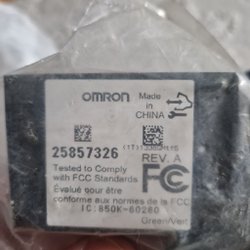 OMRON
Made in
CHINA
25857326
REV. A
Tested to Comply
with FCC Standards
FC
Évalué pour être
conforme aux normes de la FCC
IC:850K-60280
Green/Vert